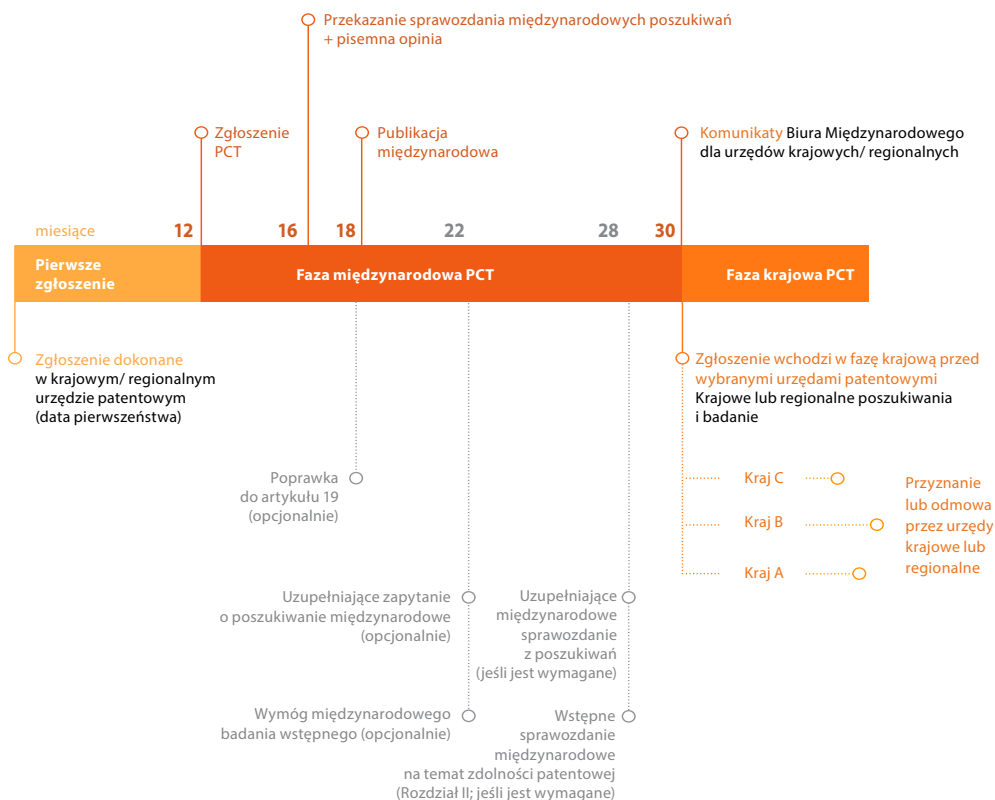 Przekazanie sprawozdania międzynarodowych poszukiwań
+ pisemna opinia
Zgłoszenie
PCT
Publikacja
międzynarodowa
Komunikaty Biura Międzynarodowego
dla urzędów krajowych/ regionalnych
miesiące
12
16
18
22
28
30
Pierwsze
zgłoszenie
Faza międzynarodowa PCT
Faza krajowa PCT
Zgłoszenie dokonane
w krajowym/ regionalnym
urzędzie patentowym
(data pierwszeństwa)
Zgłoszenie wchodzi w fazę krajową przed
wybranymi urzędami patentowymi
Krajowe lub regionalne poszukiwania
i badanie
Poprawka
do artykułu 19
(opcjonalnie)
Kraj C
Kraj B
Kraj A
Przyznanie
lub odmowa
przez urzędy
krajowe lub
regionalne
Uzupełniające zapytanie
o poszukiwanie międzynarodowe
(opcjonalnie)
Uzupełniające
międzynarodowe
sprawozdanie
z poszukiwań
(jeśli jest wymagane)
Wymóg międzynarodowego
badania wstępnego (opcjonalnie)
Wstępne
sprawozdanie
międzynarodowe
na temat zdolności patentowej
(Rozdział II; jeśli jest wymagane)